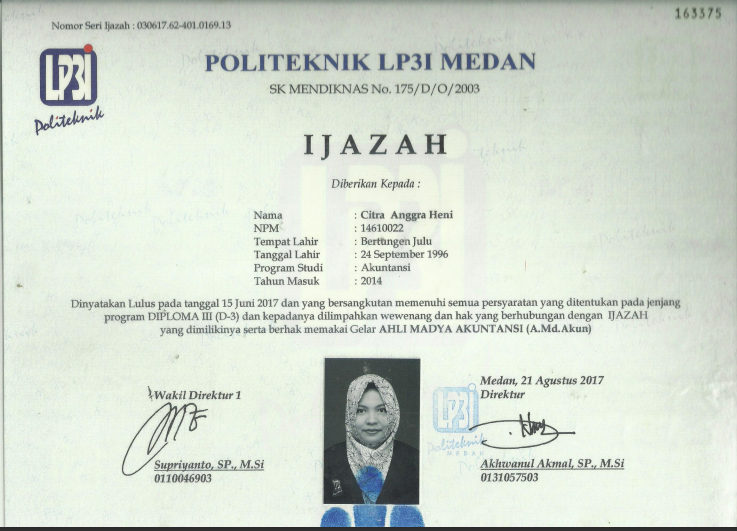 163375
Nomor Seri Ijazah : 030617.62-401.0169.13
LP3I
Politeknik
POLITEKNIK LP3I MEDAN
SK MENDIKNAS No. 175/D/O/2003
IJAZAH
Diberikan Kepada :
Nama : Citra Anggra Heni
NPM : 14610022
Tempat Lahir : Bertungen Julu
Tanggal Lahir : 24 September 1996
Program Studi : Akuntansi
Tahun Masuk : 2014
Dinyatakan Lulus pada tanggal 15 Juni 2017 dan yang bersangkutan memenuhi semua persyaratan yang ditentukan pada jenjang
program DIPLOMA III (D-3) dan kepadanya dilimpahkan wewenang dan hak yang berhubungan dengan IJAZAH
yang dimilikinya serta berhak memakai Gelar AHLI MADYA AKUNTANSI (A.Md.Akun)
Medan, 21 Agustus 2017
Wakil Direktur 1
Direktur
LP3I
Politeknik
MEDAN
Supriyanto, SP., M.Si
0110046903
Akhwanul Akmal, SP., M.Si
0131057503